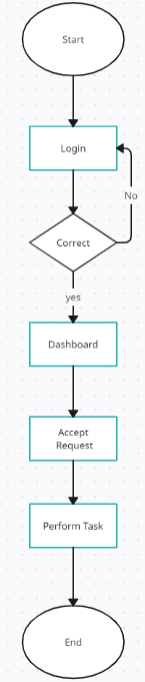 Start
Login
No
Correct
yes
Dashboard
Accept
Request
Perform Task
End